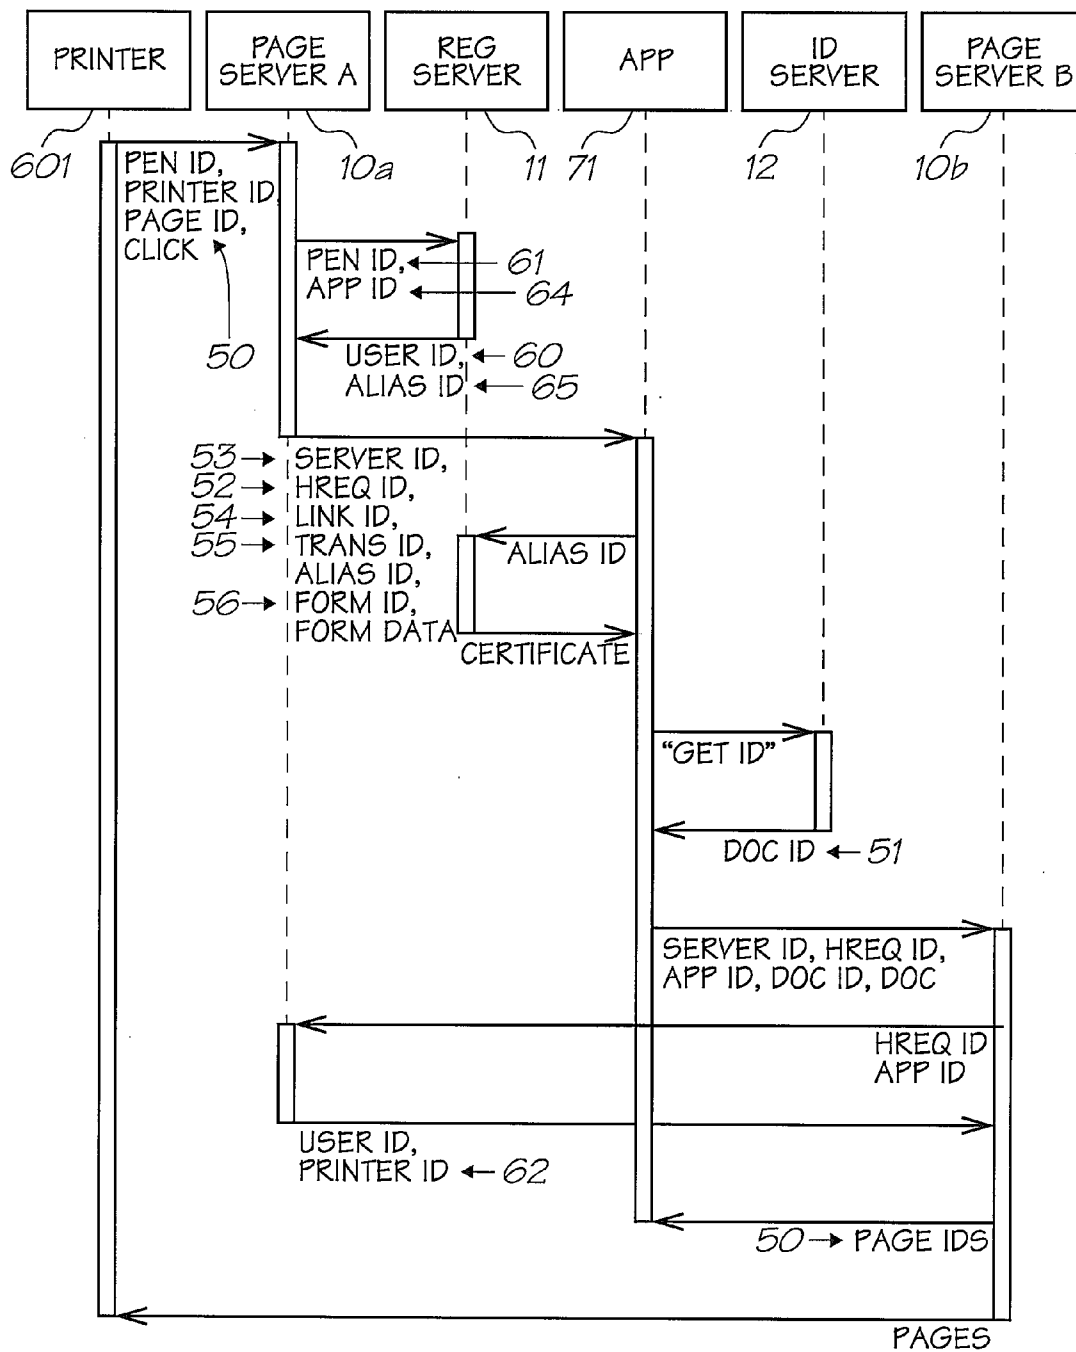 PRINTER
PAGE
SERVER A
REG
SERVER
APP
ID
SERVER
PAGE
SERVER B
601
10a
11
71
12
10b
PEN ID,
PRINTER ID
PAGE ID,
CLICK
50
PEN ID,
61
APP ID
64
USER ID,
60
ALIAS ID
65
53
SERVER ID,
52
HREQ ID,
54
LINK ID,
55
TRANS ID,
ALIAS ID,
56
FORM ID,
FORM DATA
ALIAS ID
CERTIFICATE
“GET ID”
DOC ID
51
SERVER ID, HREQ ID,
APP ID, DOC ID, DOC
HREQ ID
APP ID
USER ID,
PRINTER ID
62
50
PAGE IDS
PAGES